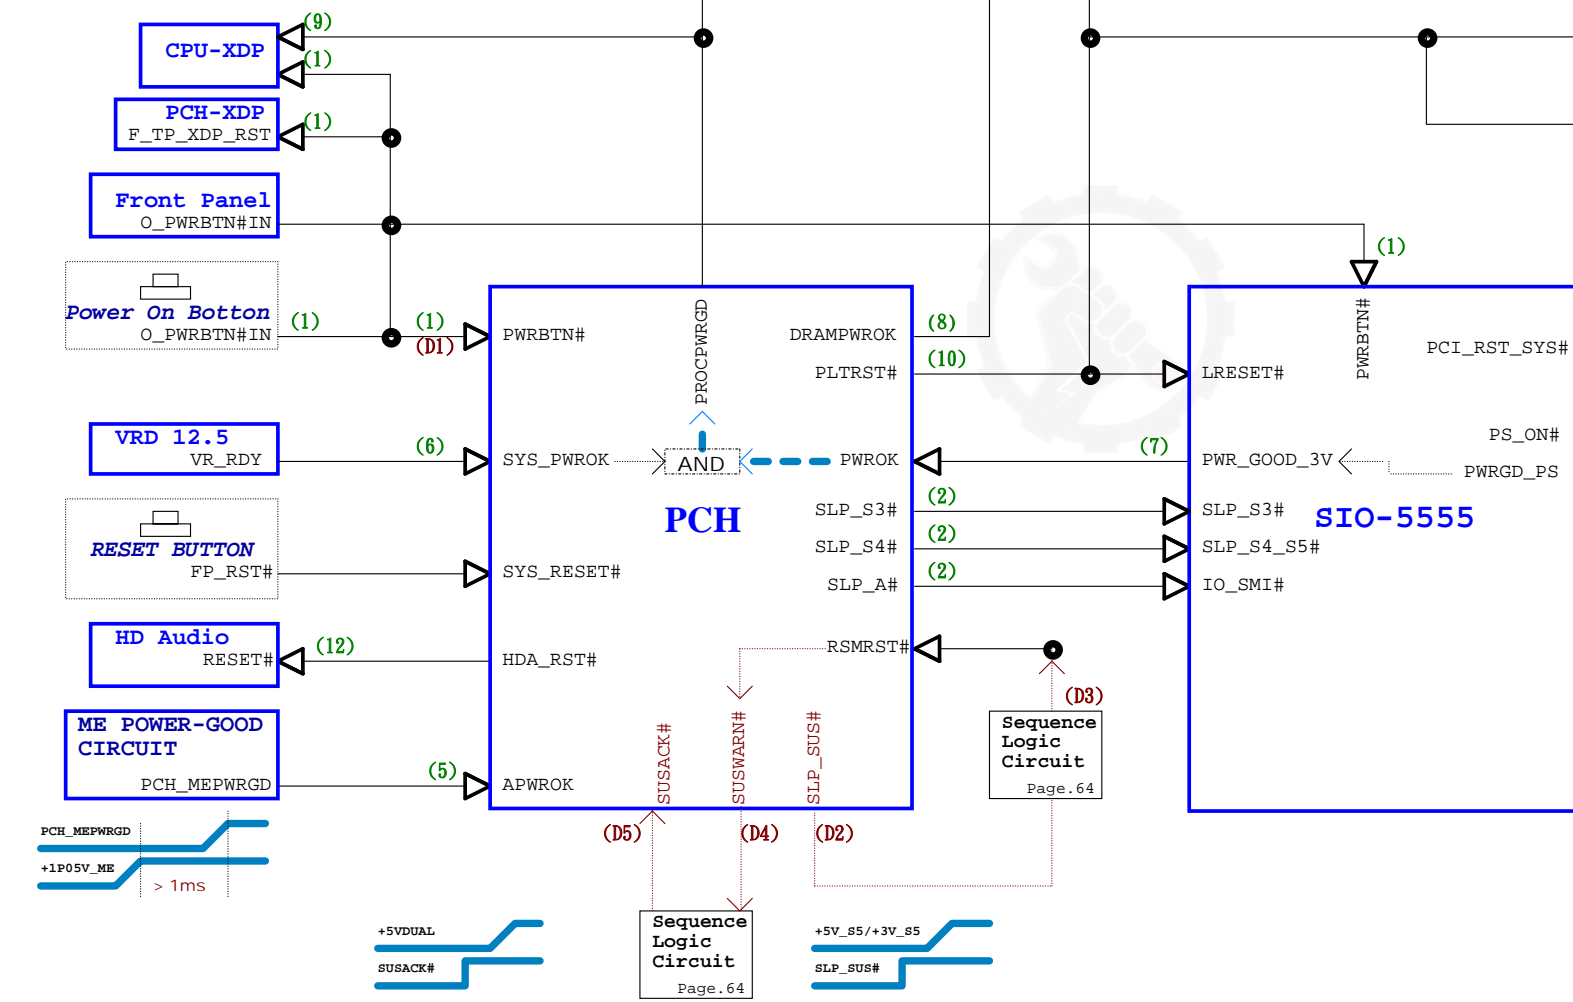 (9)
CPU-XDP
(1)
PCH-XDP
F_TP_XDP_RST
(1)
Front Panel
O_PWRBTN#IN
(1)
Power On Botton
O_PWRBTN#IN
(1)
(1)
(D1)
PWRBTN#
PROCPWRGD
DRAMPWROK
(8)
PLTRST#
(10)
LRESET#
PWRBTN#
PCI_RST_SYS#
VRD 12.5
VR_RDY
(6)
SYS_PWROK
AND
PWROK
(7)
PWR_GOOD_3V
PS_ON#
PWRGD_PS
PCH
SLP_S3#
(2)
SLP_S3#
SIO-5555
SLP_S4#
(2)
SLP_S4_S5#
SLP_A#
(2)
IO_SMI#
RESET BUTTON
FP_RST#
SYS_RESET#
HD Audio
RESET#
(12)
HDA_RST#
RSMRST#
(D3)
Sequence
Logic
Circuit
Page.64
ME POWER-GOOD
CIRCUIT
PCH_MEPWRGD
(5)
APWROK
SUSACK#
SUSWARN#
SLP_SUS#
(D5)
(D4)
(D2)
PCH_MEPWRGD
+1P05V_ME
> 1ms
+5VDUAL
SUSACK#
Sequence
Logic
Circuit
Page.64
+5V_S5/+3V_S5
SLP_SUS#